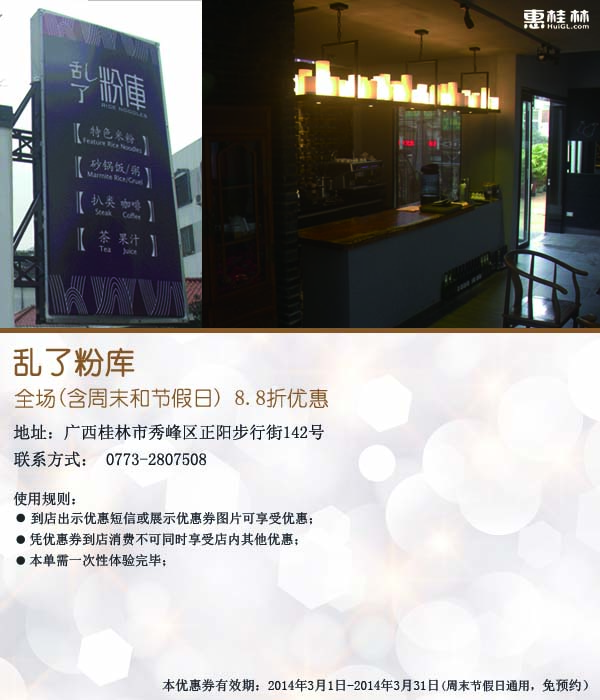 惠桂林
HuiGL.com
乱了粉庫
RICE NOODLES
【特色米粉】
Feature Rice Noodles
【砂锅饭/粥】
Marmite Rice/Gruel
【扒类 咖啡】
Steak Coffee
【茶 果汁】
Tea Juice
乱了粉库
全场(含周末和节假日) 8.8折优惠
地址：广西桂林市秀峰区正阳步行街142号
联系方式： 0773-2807508
使用规则：
● 到店出示优惠短信或展示优惠券图片可享受优惠；
● 凭优惠券到店消费不可同时享受店内其他优惠；
● 本单需一次性体验完毕；
本优惠券有效期：2014年3月1日-2014年3月31日(周末节假日通用，免预约)